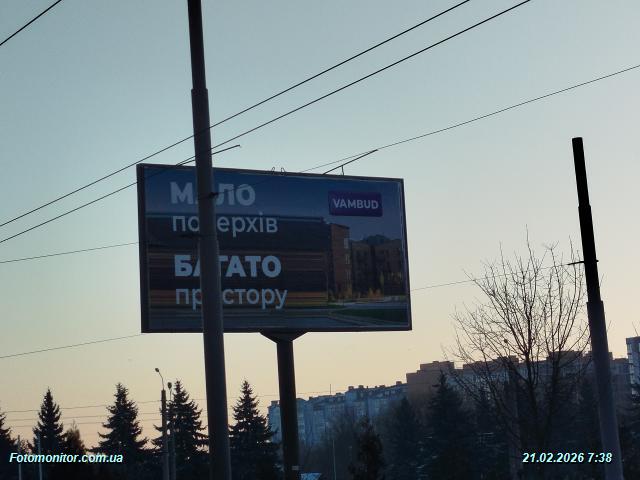 МАЛО
поверхів
VAMBUD
БАГАТО
простору
Fotomonitor.com.ua
21.02.2026 7:38